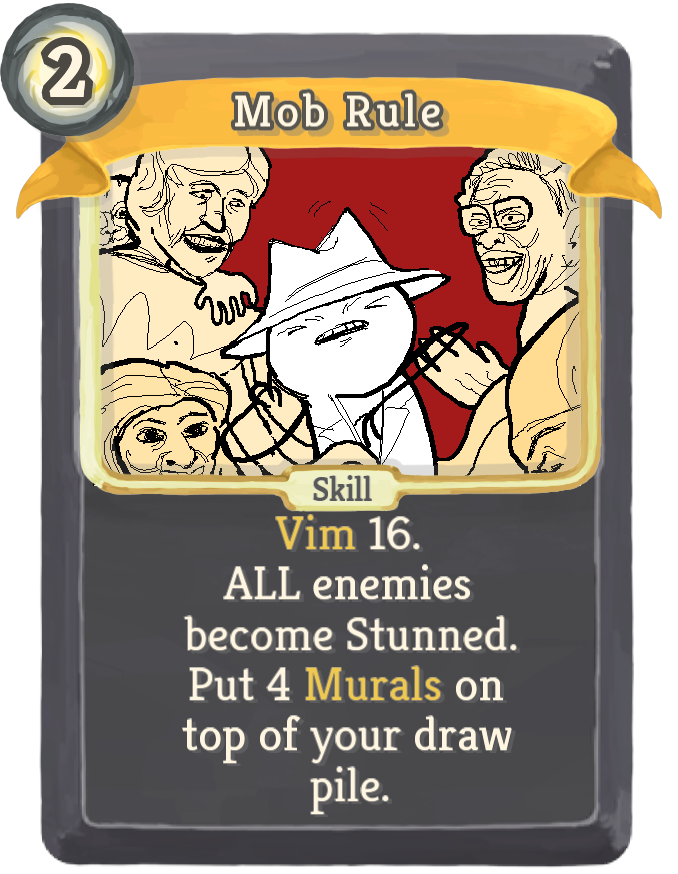 2
Mob Rule
Skill
Vim 16.
ALL enemies
become Stunned.
Put 4 Murals on
top of your draw
pile.